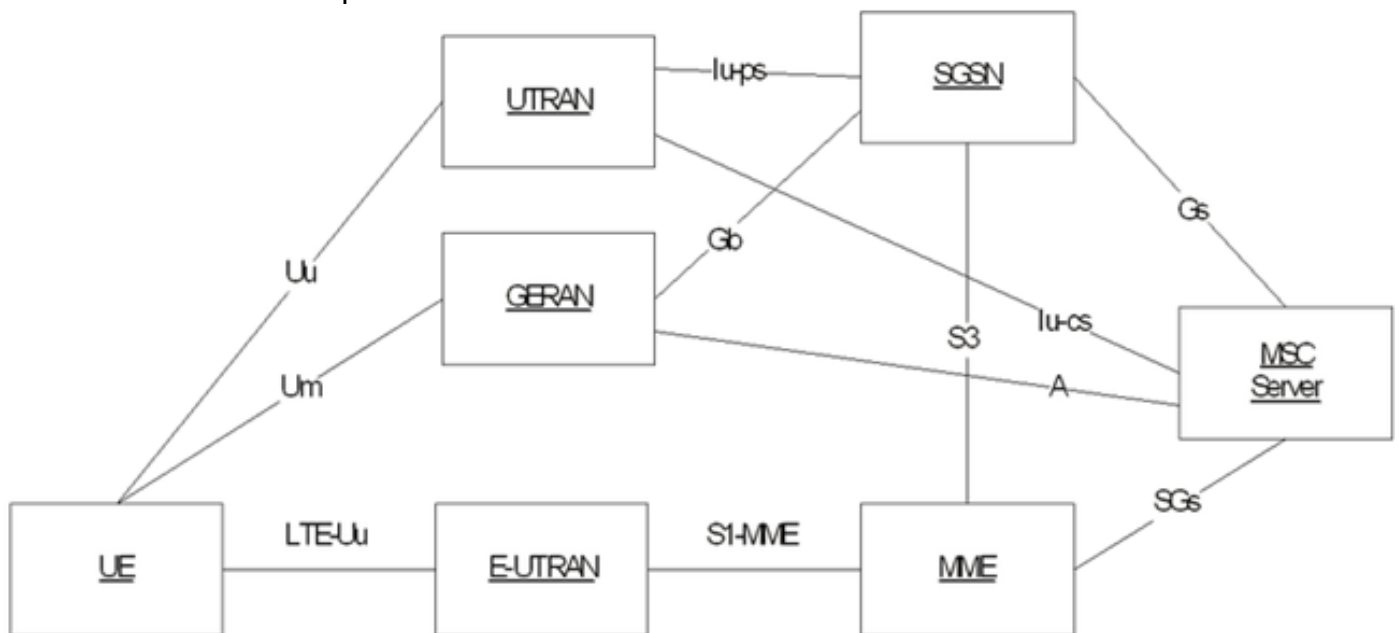 Iu-ps
SGSN
UTRAN
Gs
Gb
Uu
GERAN
Iu-cs
S3
MSC
Server
Um
A
SGs
LTE-Uu
S1-MME
UE
E-UTRAN
MME